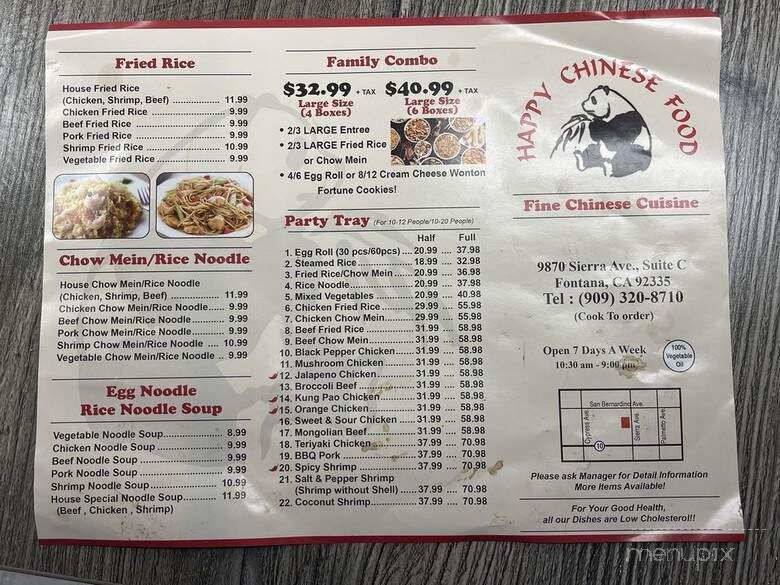 Fried Rice
House Fried Rice
(Chicken, Shrimp, Beef) .................. 11.99
Chicken Fried Rice ........................... 9.99
Beef Fried Rice ................................ 9.99
Pork Fried Rice ................................ 9.99
Shrimp Fried Rice ........................... 10.99
Vegetable Fried Rice ........................ 9.99
Chow Mein/Rice Noodle
House Chow Mein/Rice Noodle
(Chicken, Shrimp, Beef) .................. 11.99
Chicken Chow Mein/Rice Noodle...... 9.99
Beef Chow Mein/Rice Noodle........... 9.99
Pork Chow Mein/Rice Noodle........... 9.99
Shrimp Chow Mein/Rice Noodle .... 10.99
Vegetable Chow Mein/Rice Noodle .. 9.99
Egg Noodle
Rice Noodle Soup
Vegetable Noodle Soup..................... 8.99
Chicken Noodle Soup ....................... 9.99
Beef Noodle Soup ............................ 9.99
Pork Noodle Soup ............................ 9.99
Shrimp Noodle Soup ....................... 10.99
House Special Noodle Soup............ 11.99
(Beef , Chicken , Shrimp)
Family Combo
$32.99 + TAX $40.99 + TAX
Large Size Large Size
(4 Boxes) (6 Boxes)
• 2/3 LARGE Entree
• 2/3 LARGE Fried Rice
or Chow Mein
• 4/6 Egg Roll or 8/12 Cream Cheese Wonton
Fortune Cookies!
Party Tray (For 10-12 People/10-20 People)
Half Full
1. Egg Roll (30 pcs/60pcs) .... 20.99 .... 37.98
2. Steamed Rice..................... 18.99 .... 32.98
3. Fried Rice/Chow Mein ...... 20.99 .... 36.98
4. Rice Noodle....................... 20.99 .... 37.98
5. Mixed Vegetables .............. 20.99 .... 40.98
6. Chicken Fried Rice ............ 29.99 .... 55.98
7. Chicken Chow Mein........... 29.99 .... 55.98
8. Beef Fried Rice .................. 31.99 .... 58.98
9. Beef Chow Mein................. 31.99 .... 58.98
10. Black Pepper Chicken....... 31.99 .... 58.98
11. Mushroom Chicken .......... 31.99 .... 58.98
12. Jalapeno Chicken.............. 31.99 .... 58.98
13. Broccoli Beef .................... 31.99 .... 58.98
14. Kung Pao Chicken............. 31.99 .... 58.98
15. Orange Chicken................. 31.99 .... 58.98
16. Sweet & Sour Chicken ...... 31.99 .... 58.98
17. Mongolian Beef................. 31.99 .... 58.98
18. Teriyaki Chicken ............... 37.99 .... 70.98
19. BBQ Pork .......................... 37.99 .... 70.98
20. Spicy Shrimp .................... 37.99 .... 70.98
21. Salt & Pepper Shrimp
(Shrimp without Shell) ...... 37.99 .... 70.98
22. Coconut Shrimp................ 37.99 .... 70.98
HAPPY CHINESE FOOD
Fine Chinese Cuisine
9870 Sierra Ave., Suite C
Fontana, CA 92335
Tel : (909) 320-8710
(Cook To order)
Open 7 Days A Week
10:30 am - 9:00 pm
100%
Vegetable
Oil
San Bernardino Ave.
Cypress Ave.
Sierra Ave.
Palmetto Ave.
10
Please ask Manager for Detail Information
More Items Available!
For Your Good Health,
all our Dishes are Low Cholesterol!!
menupix